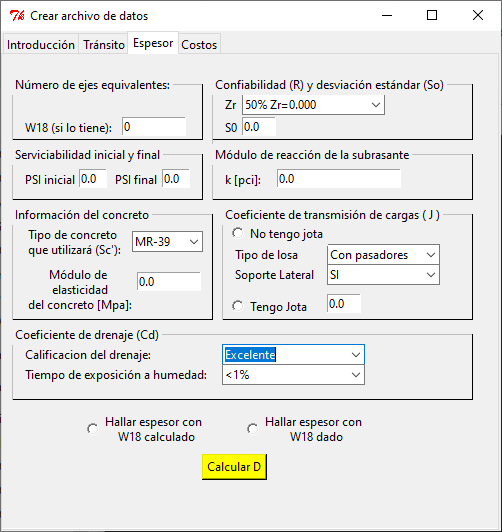 Crear archivo de datos
Introducción Tránsito Espesor Costos
Número de ejes equivalentes:
W18 (si lo tiene): 0
Confiabilidad (R) y desviación estándar (So)
Zr 50% Zr=0.000
S0 0.0
Serviciabilidad inicial y final
PSI inicial 0.0 PSI final 0.0
Módulo de reacción de la subrasante
k [pci]: 0.0
Información del concreto
Tipo de concreto
que utilizará (Sc'): MR-39
Módulo de
elasticidad
del concreto [Mpa]: 0.0
Coeficiente de transmisión de cargas ( J )
No tengo jota
Tipo de losa Con pasadores
Soporte Lateral SI
Tengo Jota 0.0
Coeficiente de drenaje (Cd)
Calificacion del drenaje: Excelente
Tiempo de exposición a humedad: <1%
Hallar espesor con
W18 calculado
Hallar espesor con
W18 dado
Calcular D